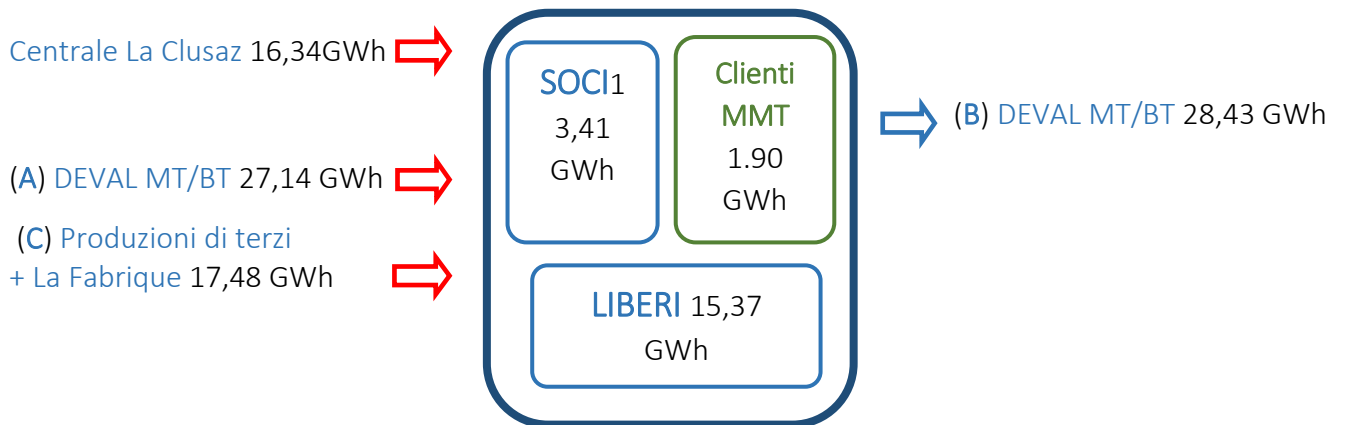 Centrale La Clusaz 16,34GWh
(A) DEVAL MT/BT 27,14 GWh
(C) Produzioni di terzi
+ La Fabrique 17,48 GWh
SOCI1
3,41
GWh
Clienti
MMT
1.90
GWh
LIBERI 15,37
GWh
(B) DEVAL MT/BT 28,43 GWh